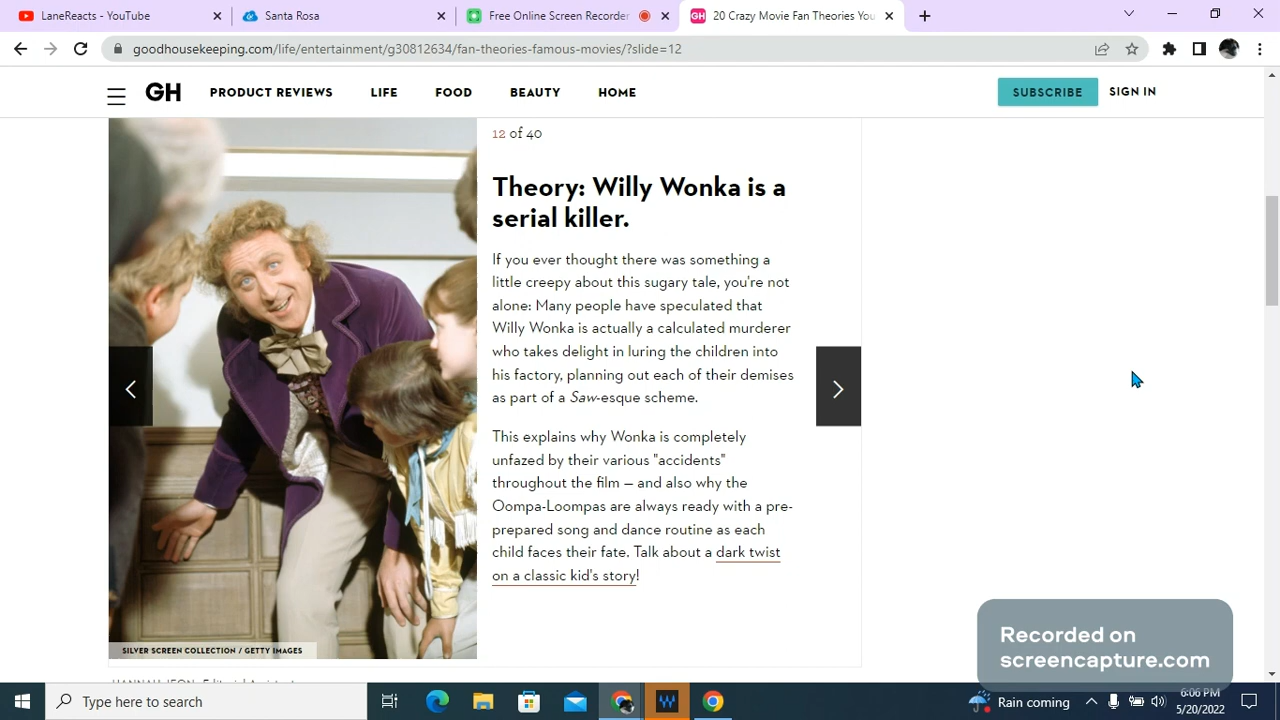 LaneReacts - YouTube
Santa Rosa
Free Online Screen Recorder
20 Crazy Movie Fan Theories You
goodhousekeeping.com/life/entertainment/g30812634/fan-theories-famous-movies/?slide=12
GH
PRODUCT REVIEWS
LIFE
FOOD
BEAUTY
HOME
SUBSCRIBE
SIGN IN
12 of 40
Theory: Willy Wonka is a
serial killer.
If you ever thought there was something a
little creepy about this sugary tale, you're not
alone: Many people have speculated that
Willy Wonka is actually a calculated murderer
who takes delight in luring the children into
his factory, planning out each of their demises
as part of a Saw-esque scheme.
This explains why Wonka is completely
unfazed by their various "accidents"
throughout the film — and also why the
Oompa-Loompas are always ready with a pre-
prepared song and dance routine as each
child faces their fate. Talk about a dark twist
on a classic kid's story!
SILVER SCREEN COLLECTION / GETTY IMAGES
Recorded on
screencapture.com
Type here to search
Rain coming
6:06 PM
5/20/2022